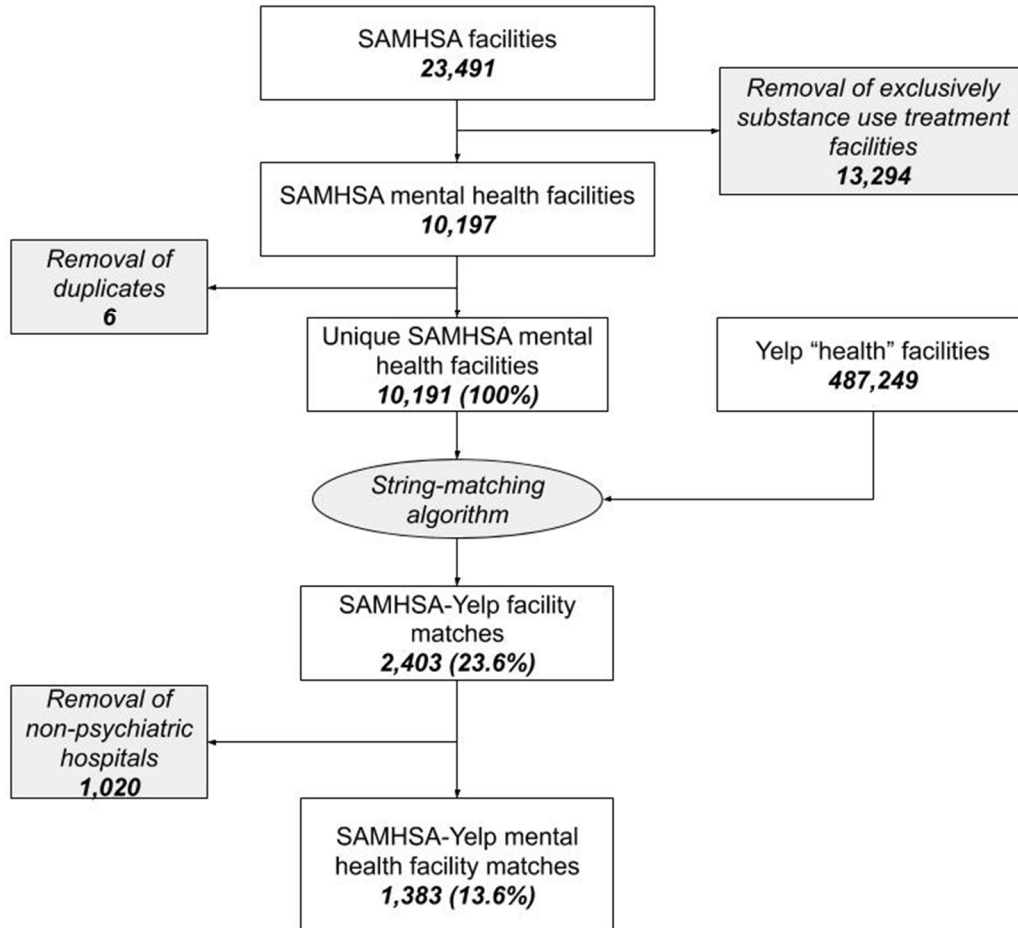 SAMHSA facilities
23,491
Removal of exclusively
substance use treatment
facilities
13,294
SAMHSA mental health facilities
10,197
Removal of
duplicates
6
Unique SAMHSA mental
health facilities
10,191 (100%)
Yelp “health” facilities
487,249
String-matching
algorithm
SAMHSA-Yelp facility
matches
2,403 (23.6%)
Removal of
non-psychiatric
hospitals
1,020
SAMHSA-Yelp mental
health facility matches
1,383 (13.6%)